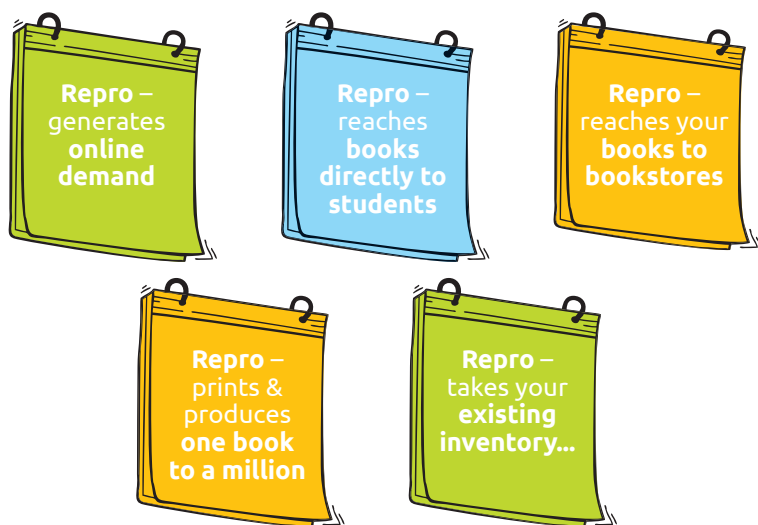 Repro –
generates
online
demand
Repro –
reaches
books
directly to
students
Repro –
reaches your
books to
bookstores
Repro –
prints &
produces
one book
to a million
Repro –
takes your
existing
inventory...